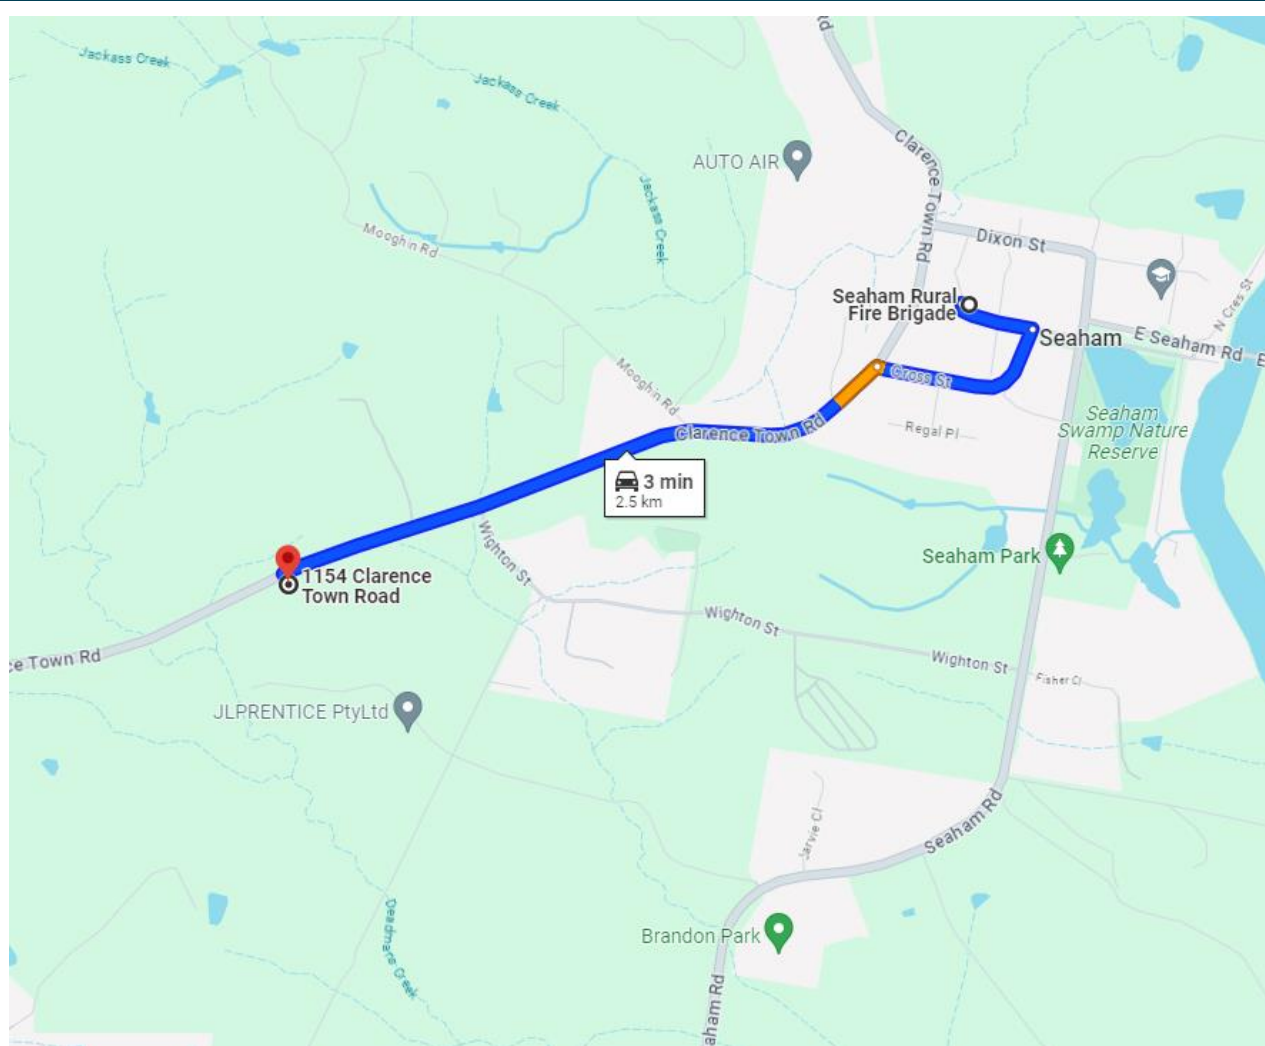 Rd
Jackass Creek
Jackass Creek
Clarence Town Rd
AUTO AIR
Jackass Creek
Mooghin Rd
Dixon St
Seaham Rural
Fire Brigade
N Cres St
Seaham
E Seaham Rd
E
Mooghin Rd
Cross St
Seaham
Swamp Nature
Reserve
Clarence Town Rd
Regal Pl
3 min
2.5 km
Wighton St
Seaham Park
1154 Clarence
Town Road
Wighton St
ce Town Rd
Wighton St
Fisher Cl
JLPRENTICE PtyLtd
Seaham Rd
Jarvie Cl
Deadmans Creek
Brandon Park
aham Rd